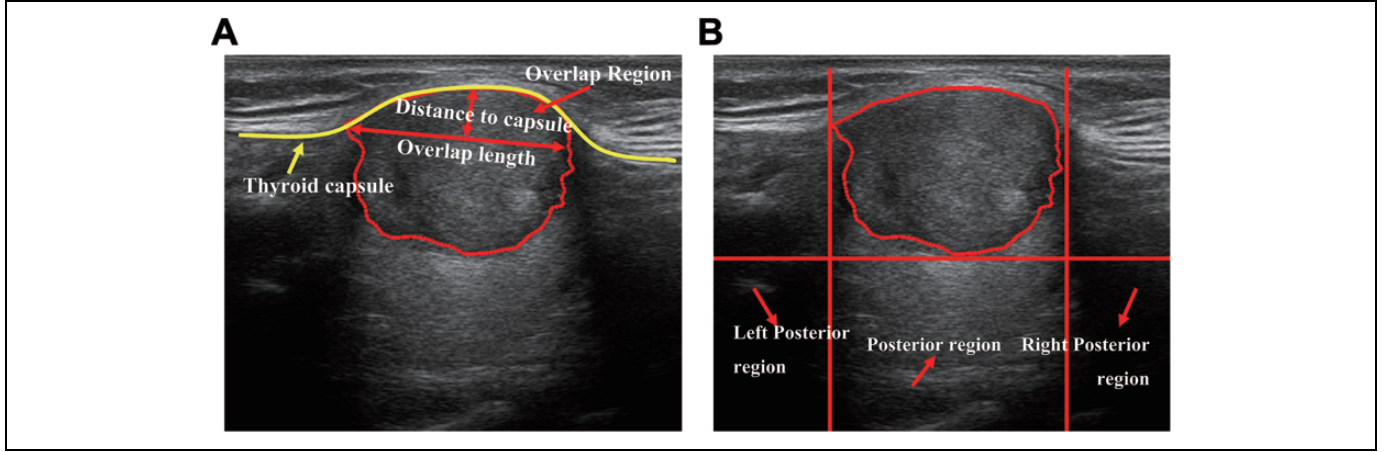 A
B
Overlap Region
Distance to capsule
Overlap length
Thyroid capsule
Left Posterior
region
Posterior region
Right Posterior
region